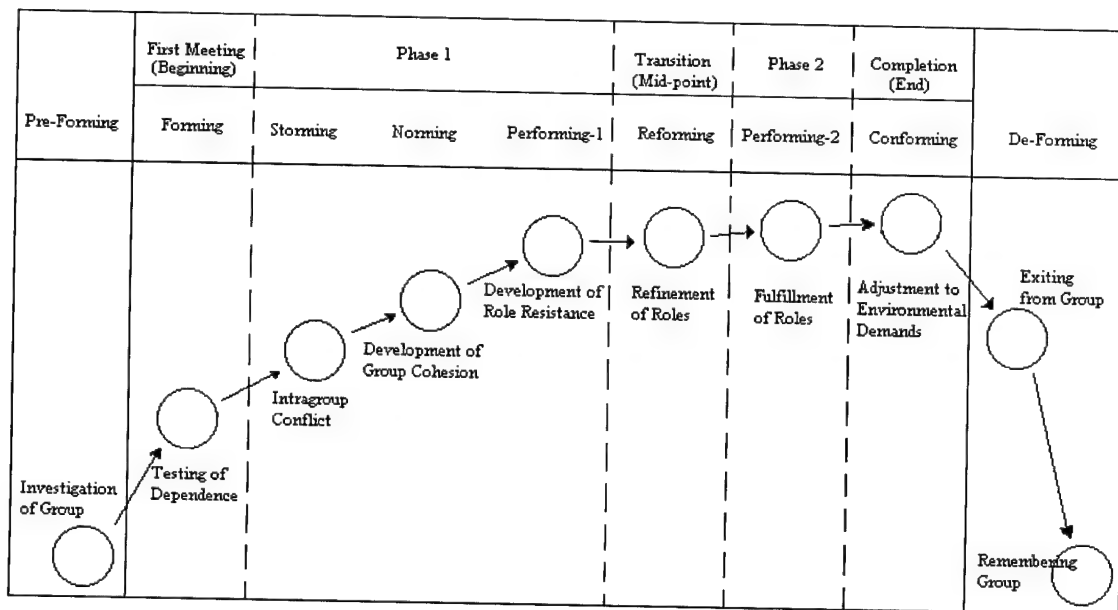 First Meeting
(Beginning)
Phase 1
Transition
(Mid-point)
Phase 2
Completion
(End)
Pre-Forming
Forming
Storming
Norming
Performing-1
Reforming
Performing-2
Conforming
De-Forming
Investigation
of Group
Testing of
Dependence
Intragroup
Conflict
Development of
Group Cohesion
Development of
Role Resistance
Refinement
of Roles
Fulfillment
of Roles
Adjustment to
Environmental
Demands
Exiting
from Group
Remembering
Group